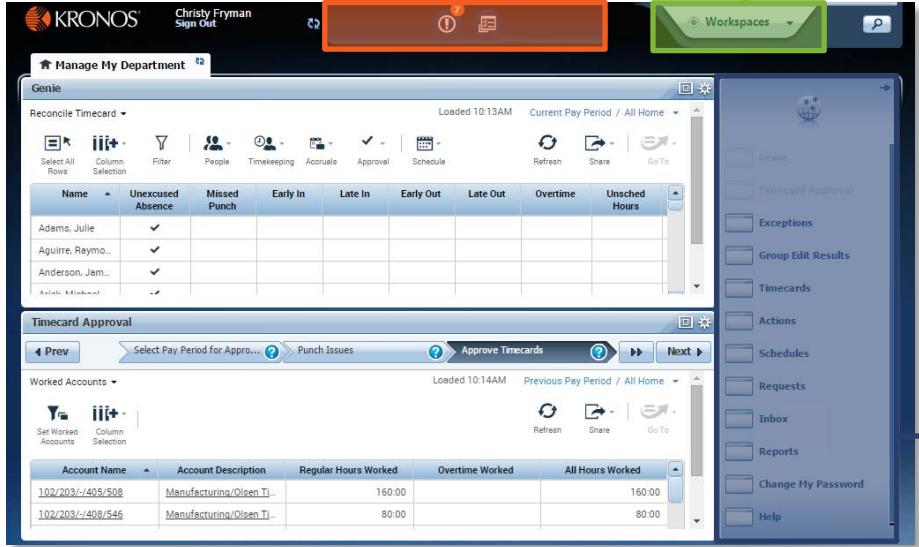 KRONOS
Christy Fryman
Sign Out
7
Workspaces
Manage My Department
Genie
Reconcile Timecard
Loaded 10:13AM
Current Pay Period / All Home
Select All Rows
Column Selection
Filter
People
Timekeeping
Accruals
Approval
Schedule
Refresh
Share
Go To
Name
Unexcused Absence
Missed Punch
Early In
Late In
Early Out
Late Out
Overtime
Unsched Hours
Adams, Julie
Aguirre, Raymo...
Anderson, Jam...
Timecard Approval
Prev
Select Pay Period for Appro...
?
Punch Issues
?
Approve Timecards
?
Next
Worked Accounts
Loaded 10:14AM
Previous Pay Period / All Home
Set Worked Accounts
Column Selection
Refresh
Share
Go To
Account Name
Account Description
Regular Hours Worked
Overtime Worked
All Hours Worked
102/203/-/405/508
Manufacturing/Olsen Ti...
160:00
160:00
102/203/-/408/546
Manufacturing/Olsen Ti...
80:00
80:00
Genie
Timecard Approval
Exceptions
Group Edit Results
Timecards
Actions
Schedules
Requests
Inbox
Reports
Change My Password
Help